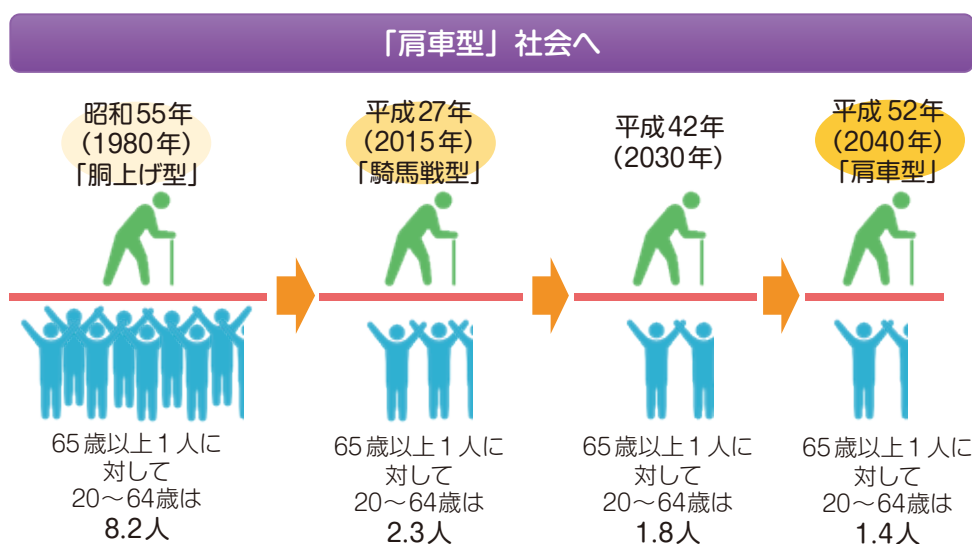 「肩車型」社会へ
昭和55年
(1980年)
「胴上げ型」
65歳以上1人に
対して
20〜64歳は
8.2人
平成27年
(2015年)
「騎馬戦型」
65歳以上1人に
対して
20〜64歳は
2.3人
平成42年
(2030年)
65歳以上1人に
対して
20〜64歳は
1.8人
平成52年
(2040年)
「肩車型」
65歳以上1人に
対して
20〜64歳は
1.4人